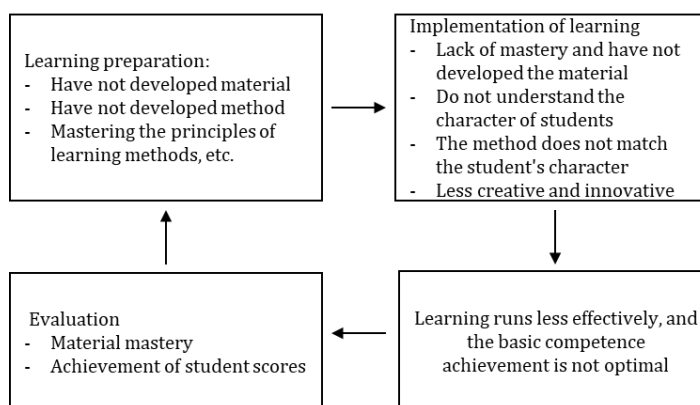 Learning preparation:
- Have not developed material
- Have not developed method
- Mastering the principles of
learning methods, etc.
Implementation of learning
- Lack of mastery and have not
developed the material
- Do not understand the
character of students
- The method does not match
the student's character
- Less creative and innovative
Evaluation
- Material mastery
- Achievement of student scores
Learning runs less effectively, and
the basic competence
achievement is not optimal